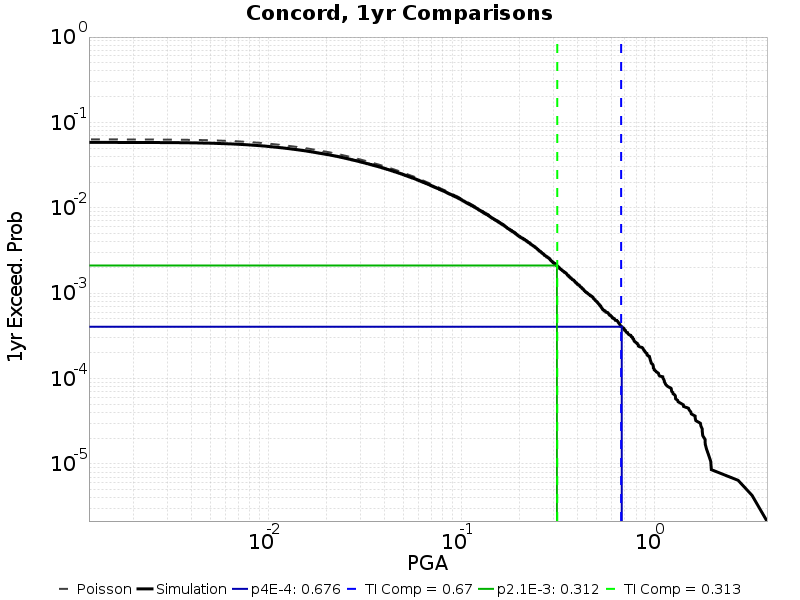 Concord, 1yr Comparisons
10^0
10^-1
10^-2
10^-3
10^-4
10^-5
1yr Exceed. Prob
10^-2 10^-1 10^0
PGA
Poisson Simulation p4E-4: 0.676 TI Comp = 0.67 p2.1E-3: 0.312 TI Comp = 0.313